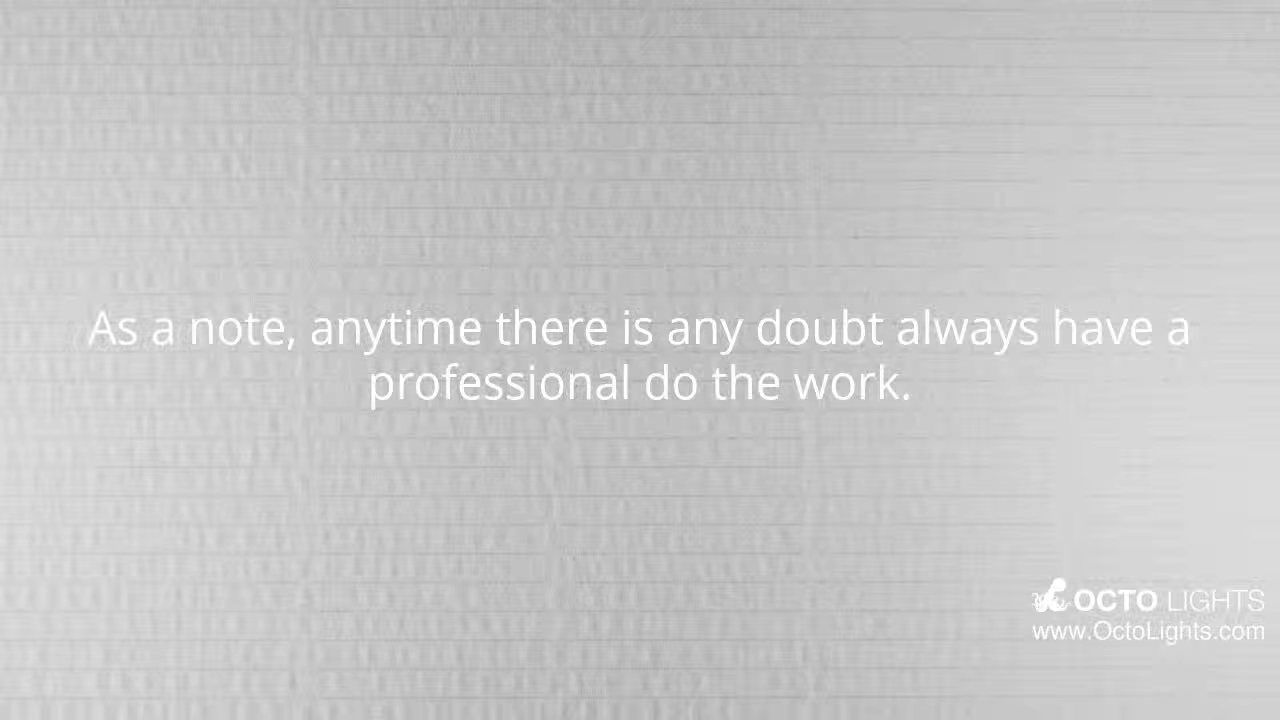 As a note, anytime there is any doubt always have a
professional do the work.
OCTO LIGHTS
www.OctoLights.com